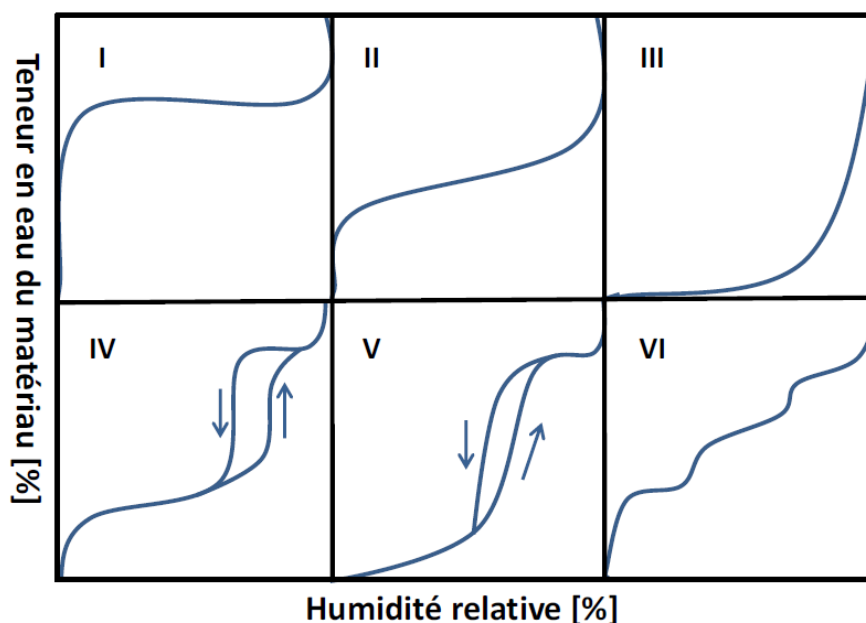 Teneur en eau du matériau [%]
I
II
III
IV
V
VI
Humidité relative [%]